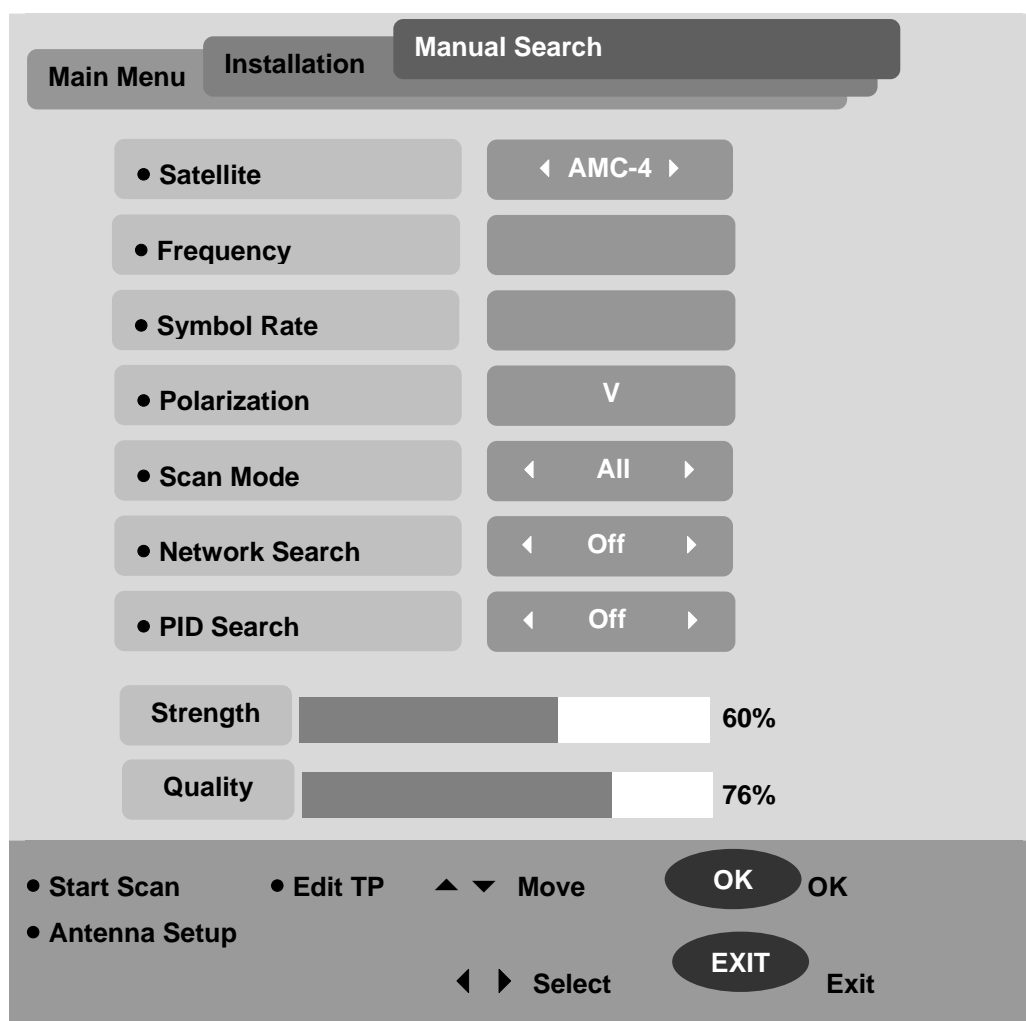 Main Menu Installation Manual Search
• Satellite AMC-4
• Frequency
• Symbol Rate
• Polarization V
• Scan Mode All
• Network Search Off
• PID Search Off
Strength 60%
Quality 76%
• Start Scan • Edit TP Move OK OK
• Antenna Setup
Select EXIT Exit